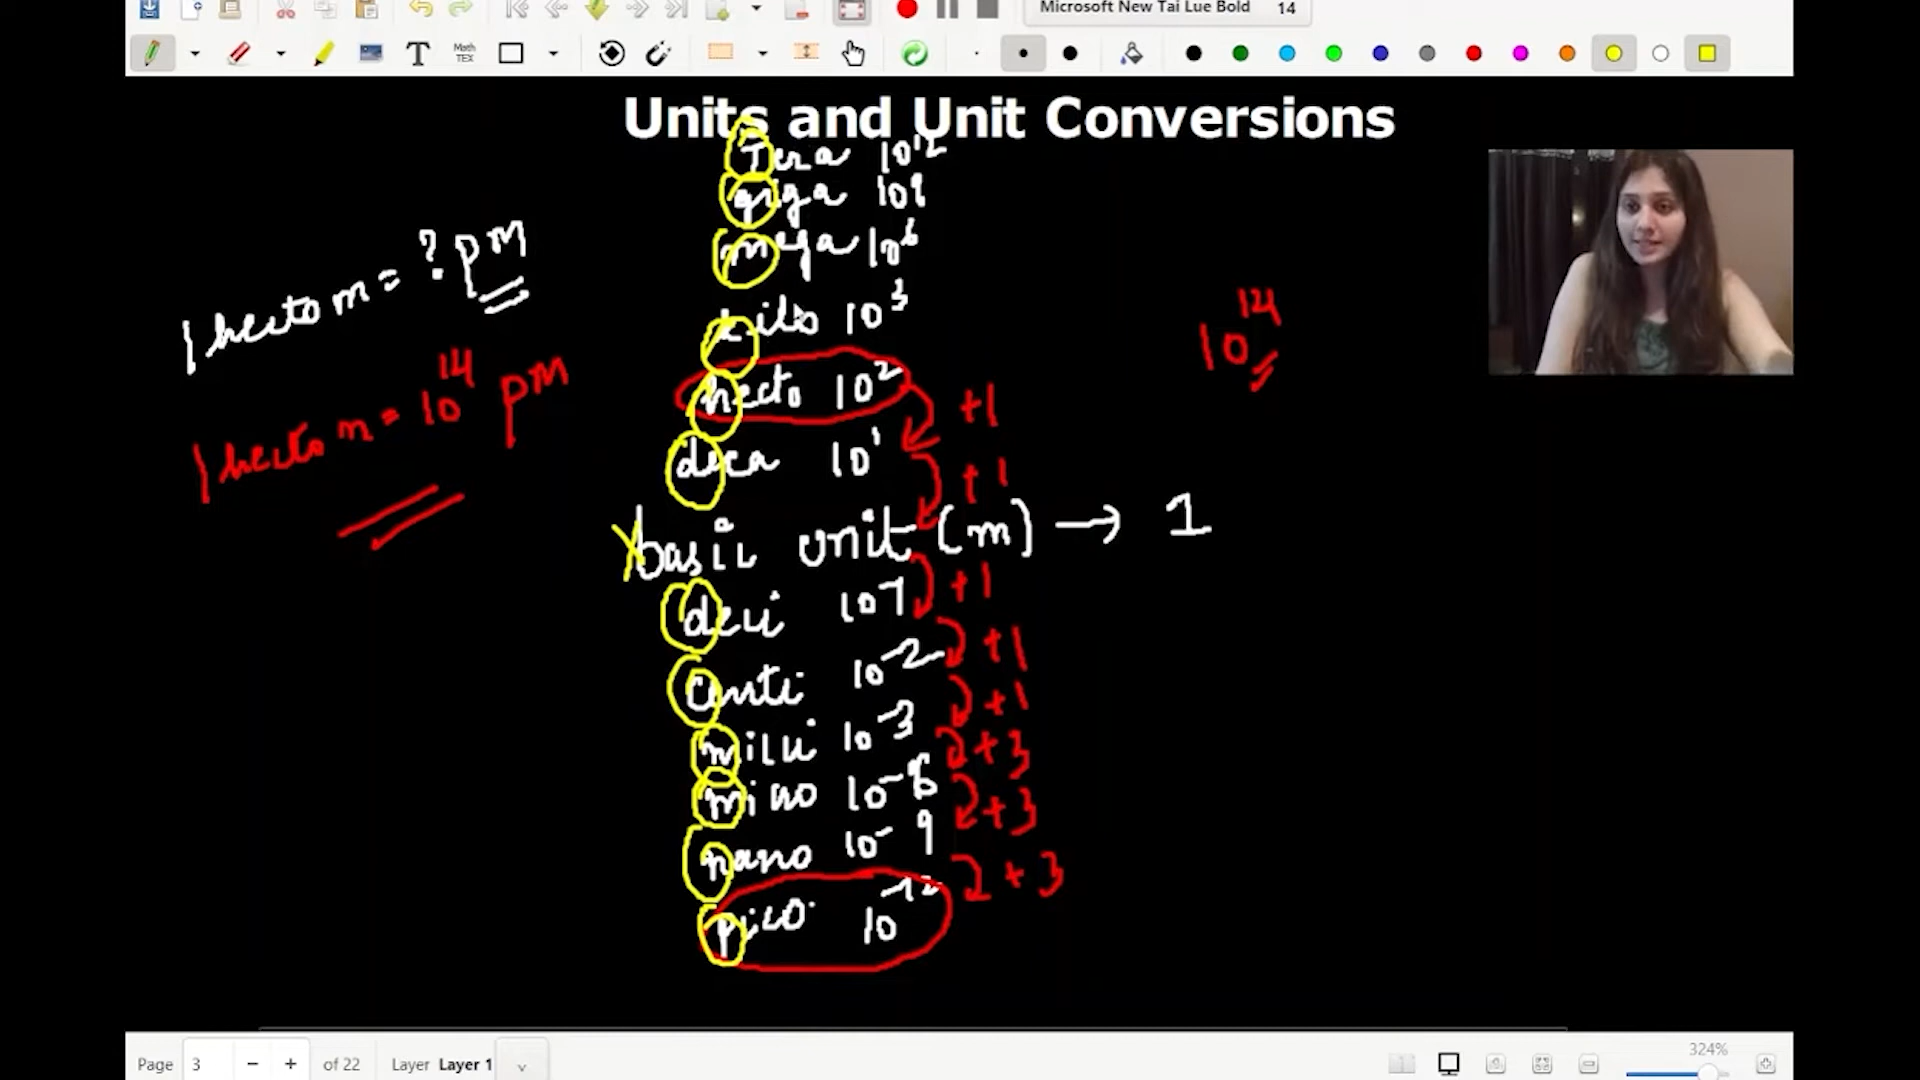 Microsoft New Tai Lue Bold 14
T Math TEX
Units and Unit Conversions
Tera 10^12
giga 10^9
mega 10^6
kilo 10^3
hecto 10^2
deca 10^1
basic unit (m) → 1
deci 10^-1
centi 10^-2
milli 10^-3
micro 10^-6
nano 10^-9
pico 10^-12
1 hecto m = ? pm
1 hecto m = 10^14 pm
+1
+1
+1
+1
+1
+3
+3
+3
10^14
Page 3 - + of 22 Layer Layer 1 324%